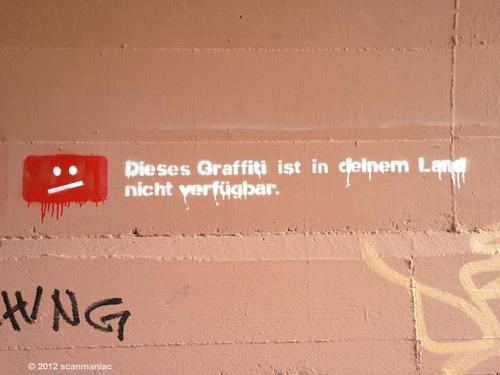 Dieses Graffiti ist in deinem Land
nicht verfügbar.
HNG
© 2012 scanmaniac